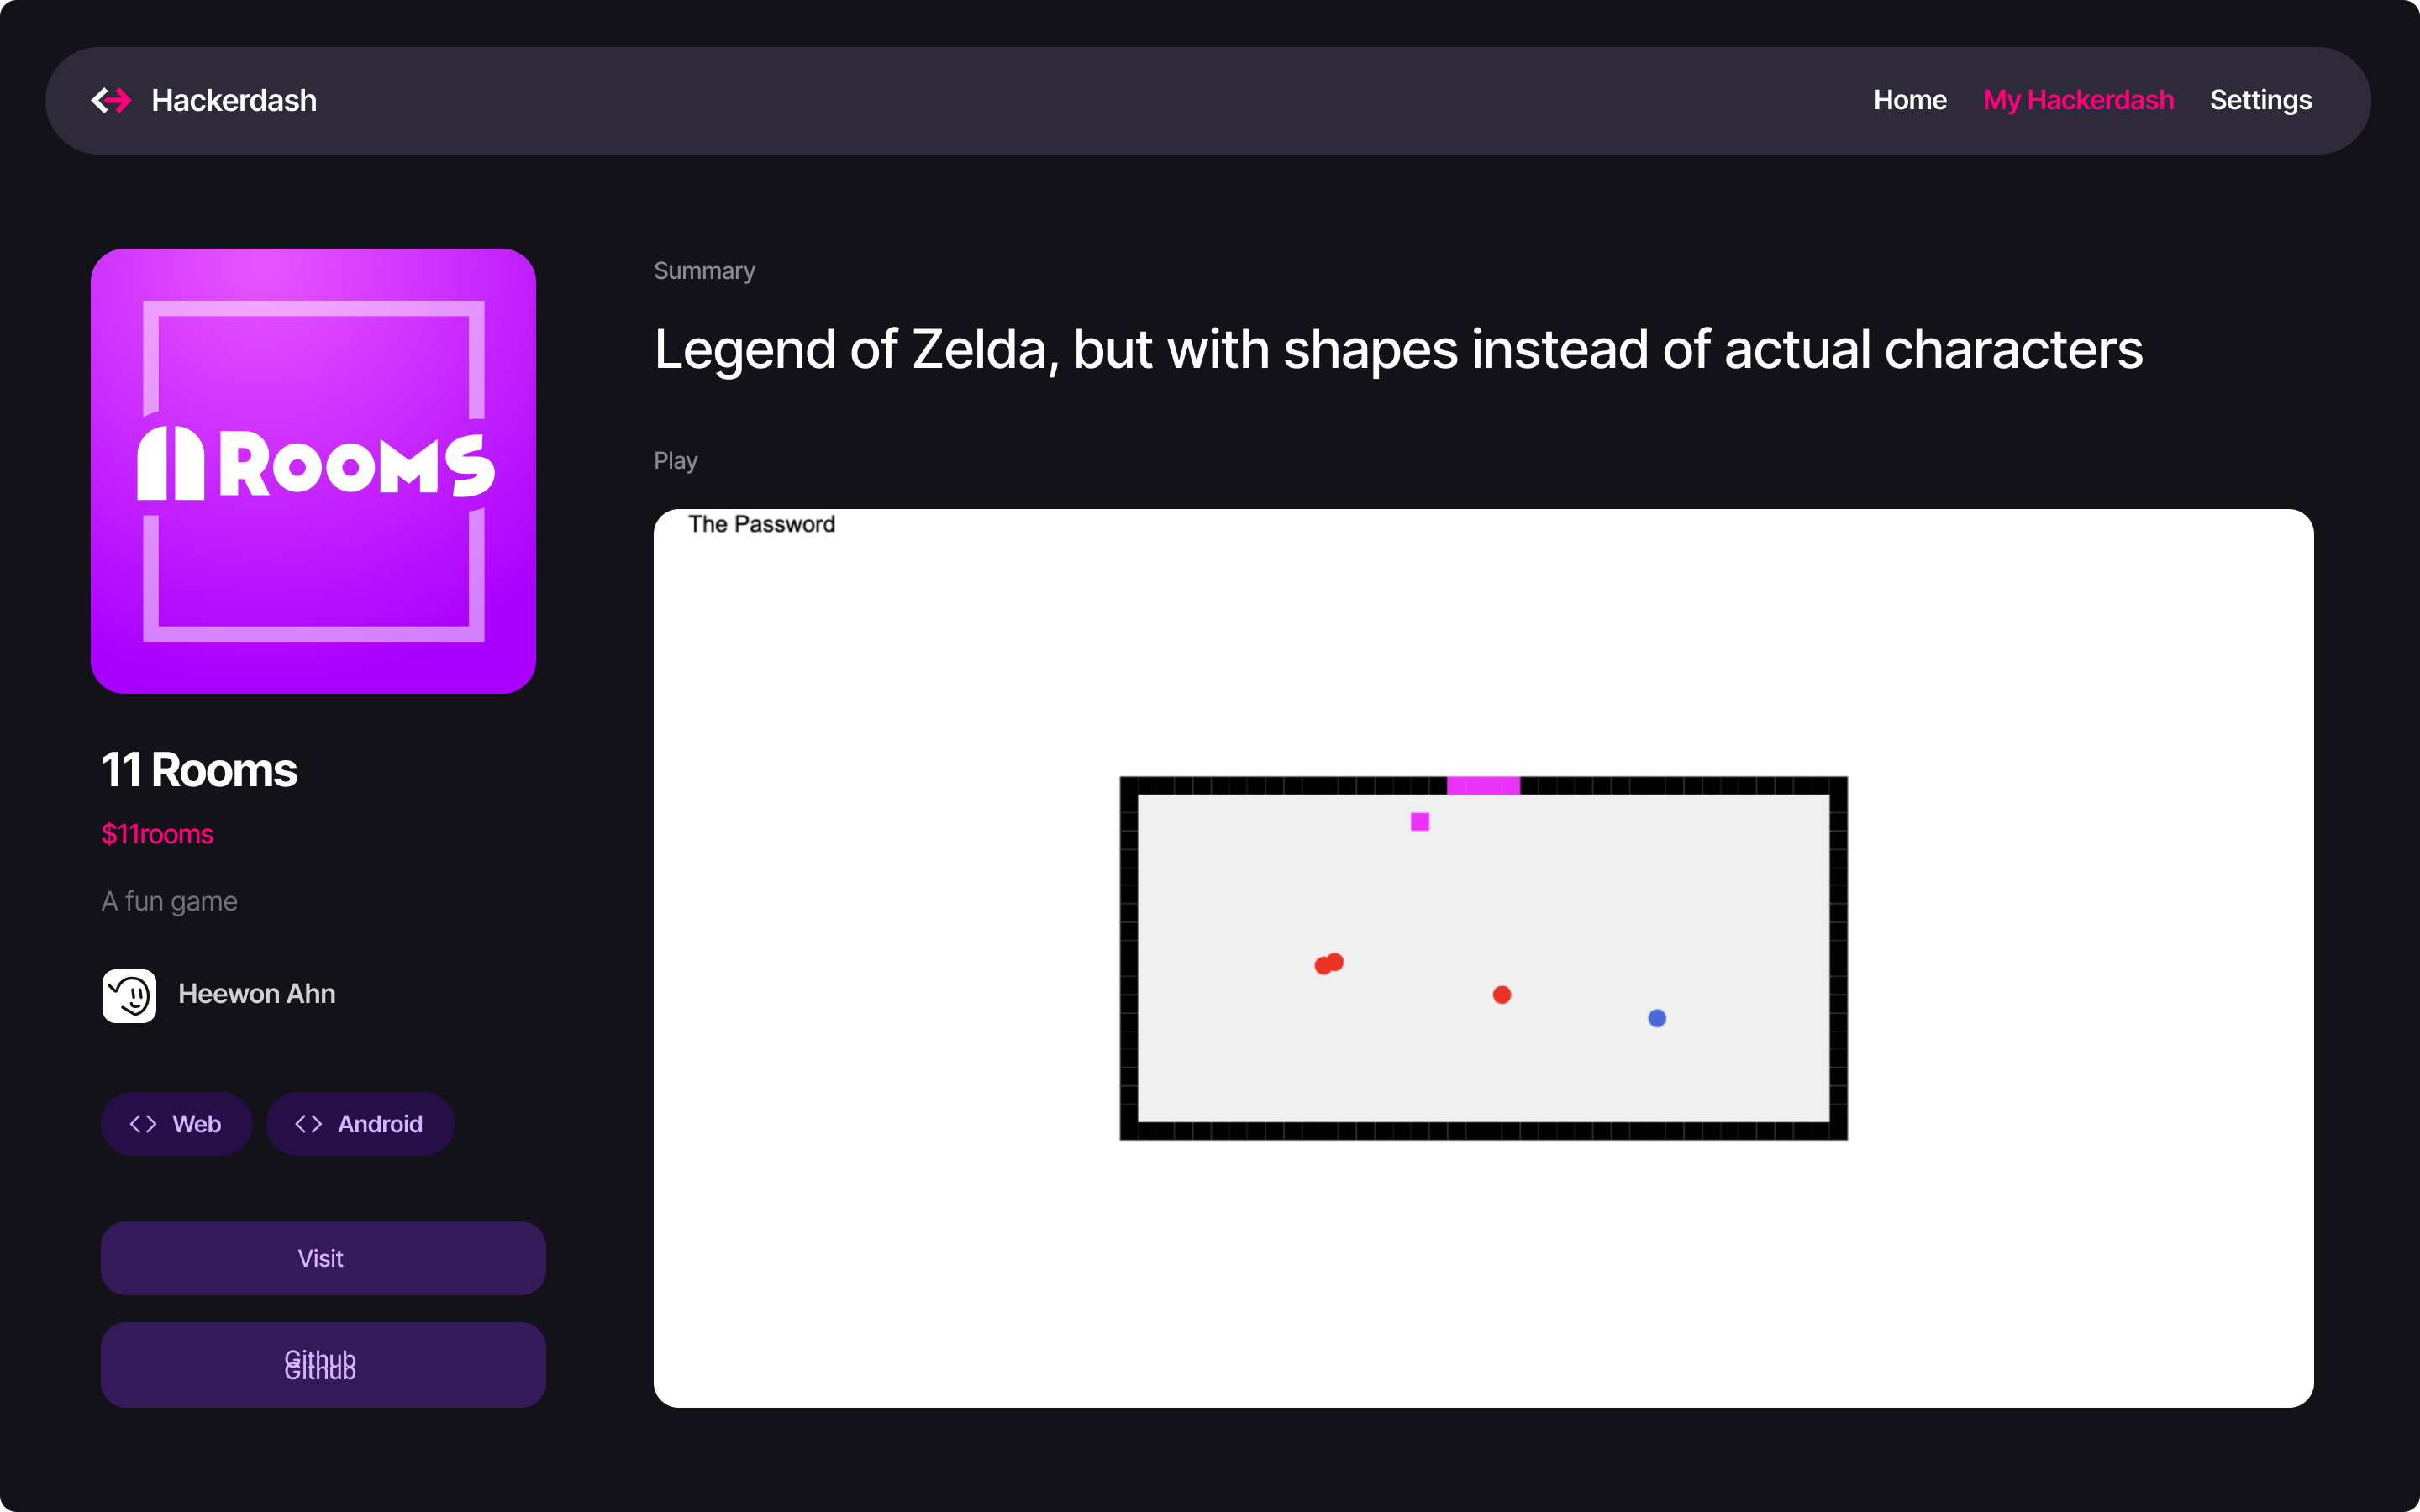 Hackerdash
Home My Hackerdash Settings
11 ROOMS
11 Rooms
$11rooms
A fun game
Heewon Ahn
<> Web <> Android
Visit
Github
Github
Summary
Legend of Zelda, but with shapes instead of actual characters
Play
The Password